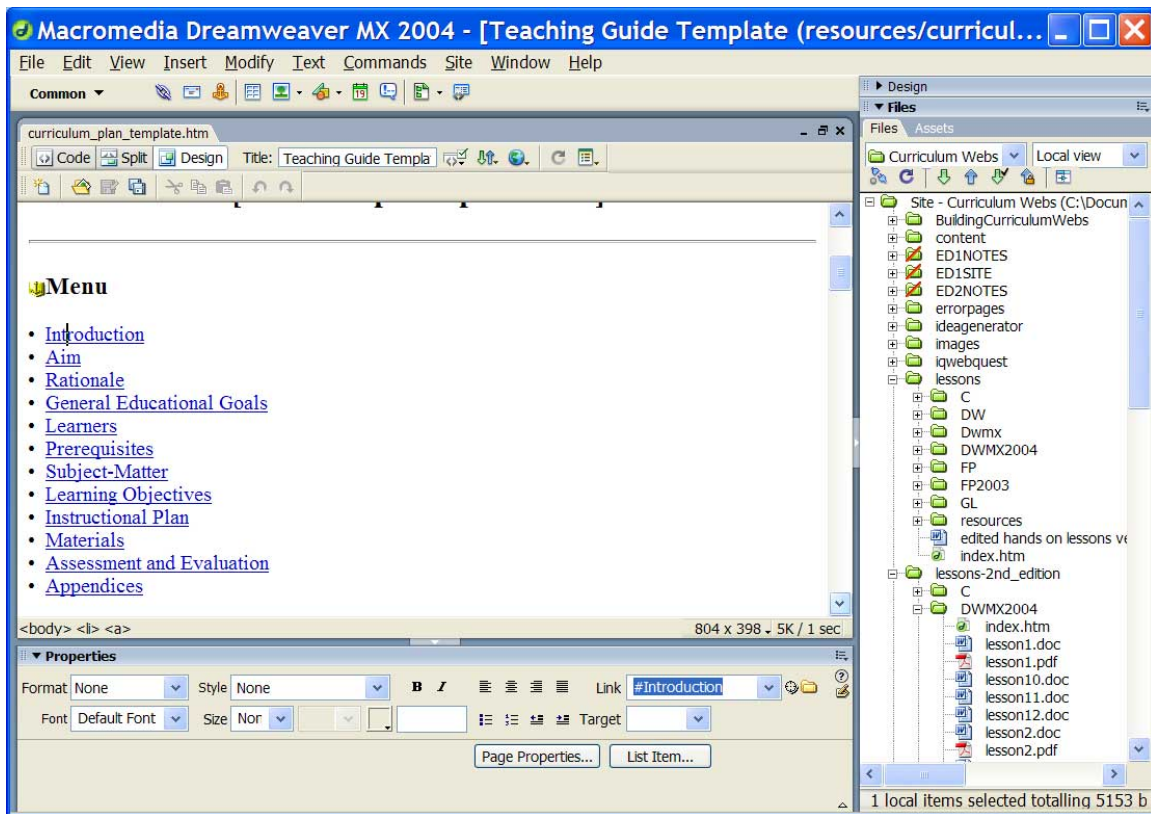 Macromedia Dreamweaver MX 2004 - [Teaching Guide Template (resources/curricul...
File Edit View Insert Modify Text Commands Site Window Help
Common
curriculum_plan_template.htm
Code Split Design Title: Teaching Guide Templa
Menu
• Introduction
• Aim
• Rationale
• General Educational Goals
• Learners
• Prerequisites
• Subject-Matter
• Learning Objectives
• Instructional Plan
• Materials
• Assessment and Evaluation
• Appendices
<body> <li> <a> 804 x 398 5K / 1 sec
Properties
Format None Style None B I Link #Introduction
Font Default Font Size Nor Target
Page Properties... List Item...
Design
Files
Files Assets
Curriculum Webs Local view
Site - Curriculum Webs (C:\Docum
BuildingCurriculumWebs
content
ED1NOTES
ED1SITE
ED2NOTES
errorpages
ideagenerator
images
iqwebquest
lessons
C
DW
Dwmx
DWMX2004
FP
FP2003
GL
resources
edited hands on lessons ve
index.htm
lessons-2nd_edition
C
DWMX2004
index.htm
lesson1.doc
lesson1.pdf
lesson10.doc
lesson11.doc
lesson12.doc
lesson2.doc
lesson2.pdf
1 local items selected totalling 5153 b